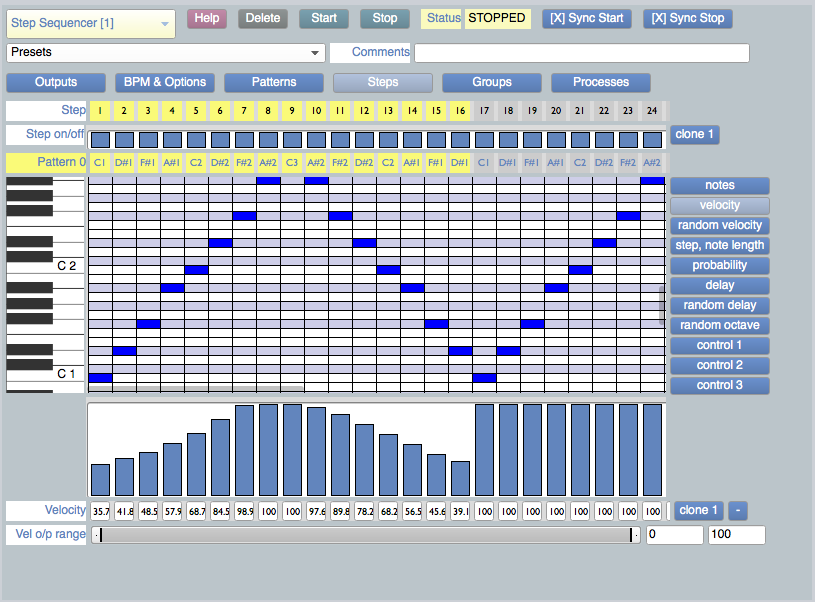 Step Sequencer [1] Help Delete Start Stop Status STOPPED [X] Sync Start [X] Sync Stop
Presets Comments
Outputs BPM & Options Patterns Steps Groups Processes
Step 1 2 3 4 5 6 7 8 9 10 11 12 13 14 15 16 17 18 19 20 21 22 23 24
Step on/off clone 1
Pattern 0 C1 D#1 F#1 A#1 C2 D#2 F#2 A#2 C3 A#2 F#2 D#2 C2 A#1 F#1 D#1 C1 D#1 F#1 A#1 C2 D#2 F#2 A#2
notes
velocity
random velocity
step, note length
C 2 probability
delay
random delay
random octave
control 1
C 1 control 2
control 3
Velocity 35.7 41.8 48.5 57.9 68.7 84.5 98.9 100 100 97.6 89.8 78.2 68.2 56.5 45.6 39.1 100 100 100 100 100 100 100 100 clone 1 -
Vel o/p range 0 100